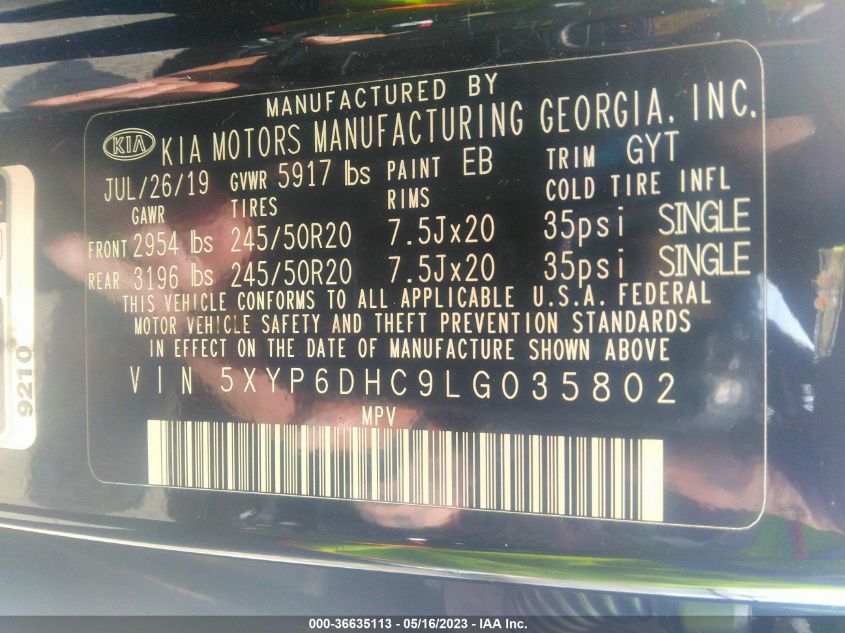 MANUFACTURED BY
KIA KIA MOTORS MANUFACTURING GEORGIA, INC.
JUL/26/19 GVWR 5917 lbs PAINT EB TRIM GYT
GAWR TIRES RIMS COLD TIRE INFL
FRONT 2954 lbs 245/50R20 7.5Jx20 35psi SINGLE
REAR 3196 lbs 245/50R20 7.5Jx20 35psi SINGLE
THIS VEHICLE CONFORMS TO ALL APPLICABLE U.S.A. FEDERAL
MOTOR VEHICLE SAFETY AND THEFT PREVENTION STANDARDS
IN EFFECT ON THE DATE OF MANUFACTURE SHOWN ABOVE
VIN 5XYP6DHC9LG035802
MPV
9210
000-36635113 - 05/16/2023 - IAA Inc.